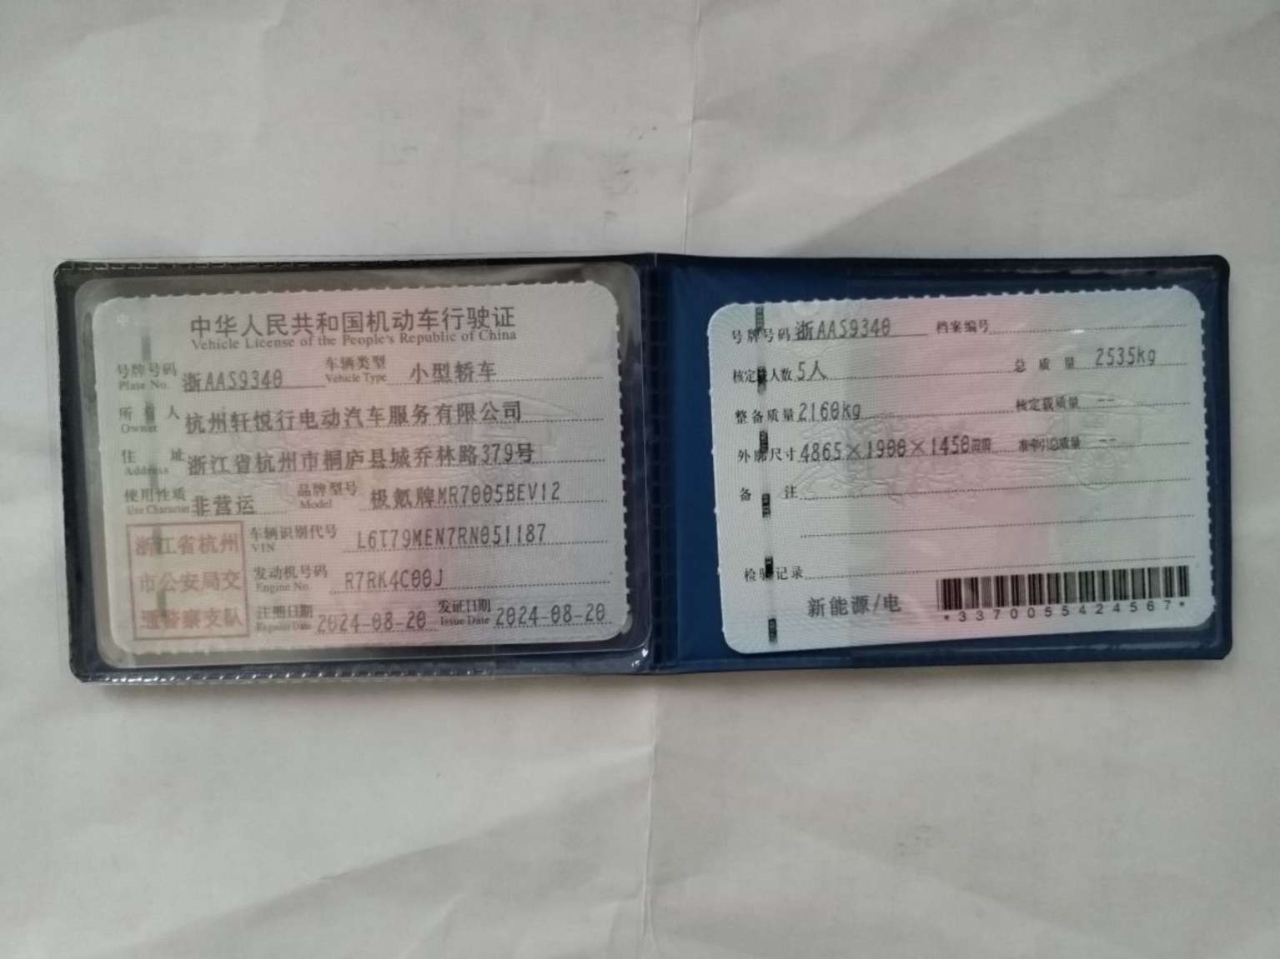 中华人民共和国机动车行驶证
Vehicle License of the People's Republic of China
号牌号码 浙AAS9340 车辆类型 小型轿车
Plate No. Vehicle Type
所有人 杭州轩悦行电动汽车服务有限公司
Owner
住址 浙江省杭州市桐庐县城乔林路379号
Address
使用性质 非营运 品牌型号 极氪牌MR7005BEV12
Use Character Model
浙江省杭州
市公安局交
通警察支队
车辆识别代号 L6T79MEN7RN051187
VIN
发动机号码 R7RK4C00J
Engine No.
注册日期 2024-08-20 发证日期 2024-08-20
Register Date Issue Date
号牌号码 浙AAS9340 档案编号
核定载人数 5人 总质量 2535kg
整备质量 2160kg 核定载质量 --
外廓尺寸 4865×1900×1450mm 准牵引总质量 --
备注
检验记录
新能源/电
*3370055424567*